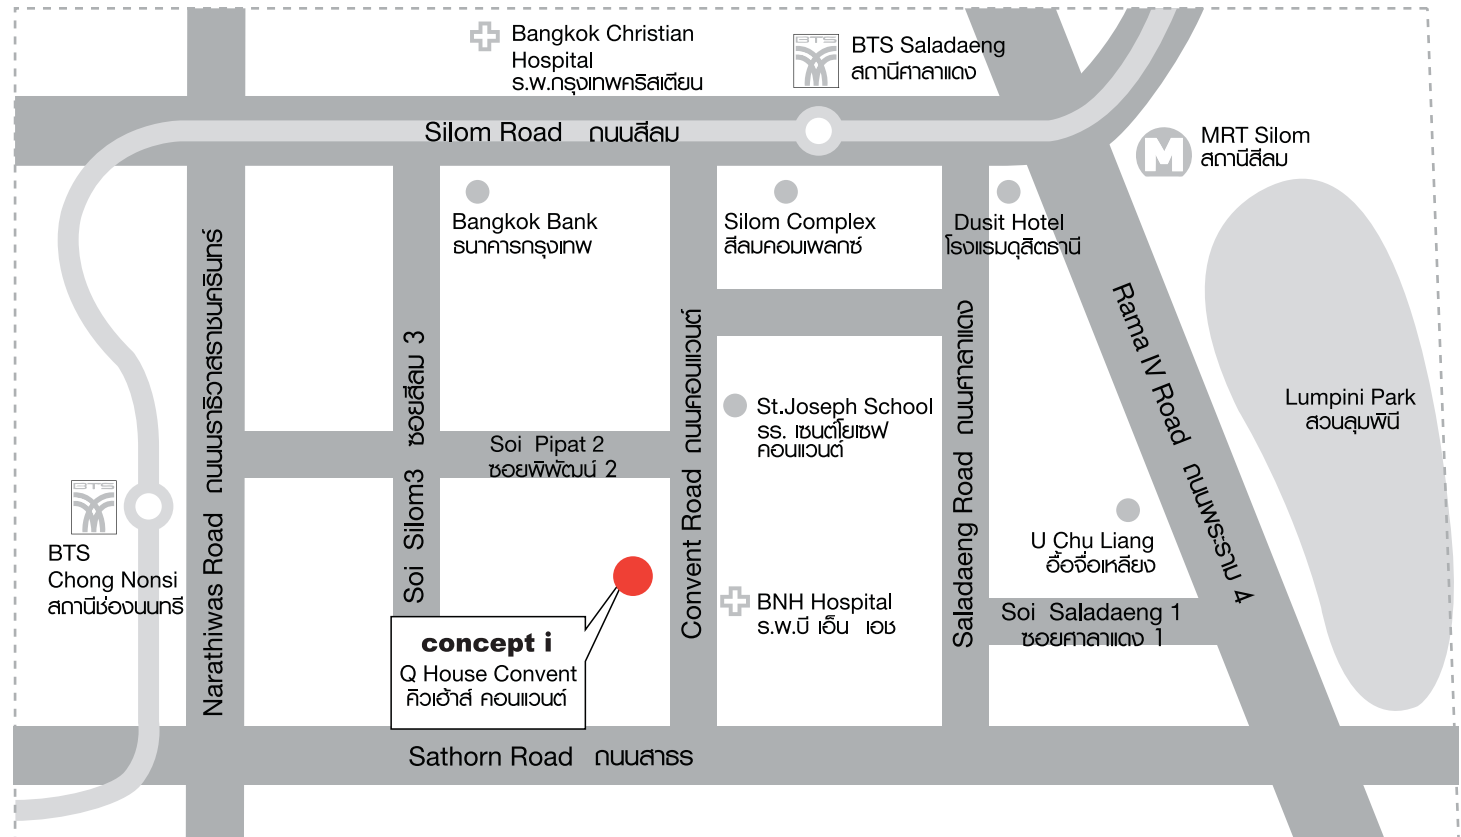 Bangkok Christian
Hospital
ร.พ.กรุงเทพคริสเตียน
BTS
BTS Saladaeng
สถานีศาลาแดง
Silom Road ถนนสีลม
M
MRT Silom
สถานีสีลม
Bangkok Bank
ธนาคารกรุงเทพ
Silom Complex
สีลมคอมเพลกซ์
Dusit Hotel
โรงแรมดุสิตธานี
Narathiwas Road ถนนนราธิวาสราชนครินทร์
Soi Silom3 ซอยสีลม 3
Convent Road ถนนคอนแวนต์
Saladaeng Road ถนนศาลาแดง
Rama IV Road ถนนพระราม 4
Lumpini Park
สวนลุมพินี
St.Joseph School
รร. เซนต์โยเซฟ
คอนแวนต์
Soi Pipat 2
ซอยพิพัฒน์ 2
BTS
BTS
Chong Nonsi
สถานีช่องนนทรี
U Chu Liang
อื้อจื่อเหลียง
BNH Hospital
ร.พ.บี เอ็น เอช
Soi Saladaeng 1
ซอยศาลาแดง 1
concept i
Q House Convent
คิวเฮ้าส์ คอนแวนต์
Sathorn Road ถนนสาธร